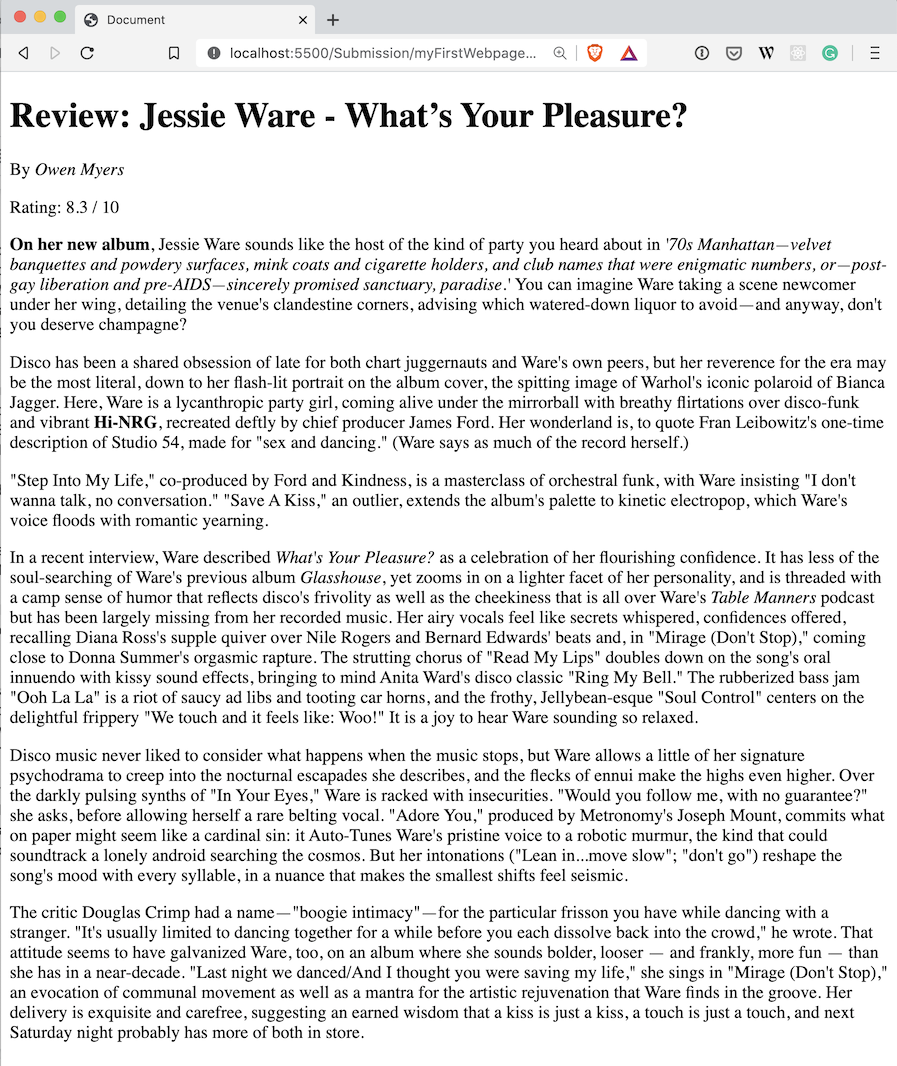 Document
localhost:5500/Submission/myFirstWebpage...
W
G
Review: Jessie Ware - What’s Your Pleasure?
By Owen Myers
Rating: 8.3 / 10
On her new album, Jessie Ware sounds like the host of the kind of party you heard about in '70s Manhattan—velvet
banquettes and powdery surfaces, mink coats and cigarette holders, and club names that were enigmatic numbers, or—post-
gay liberation and pre-AIDS—sincerely promised sanctuary, paradise.' You can imagine Ware taking a scene newcomer
under her wing, detailing the venue's clandestine corners, advising which watered-down liquor to avoid—and anyway, don't
you deserve champagne?
Disco has been a shared obsession of late for both chart juggernauts and Ware's own peers, but her reverence for the era may
be the most literal, down to her flash-lit portrait on the album cover, the spitting image of Warhol's iconic polaroid of Bianca
Jagger. Here, Ware is a lycanthropic party girl, coming alive under the mirrorball with breathy flirtations over disco-funk
and vibrant Hi-NRG, recreated deftly by chief producer James Ford. Her wonderland is, to quote Fran Leibowitz's one-time
description of Studio 54, made for "sex and dancing." (Ware says as much of the record herself.)
"Step Into My Life," co-produced by Ford and Kindness, is a masterclass of orchestral funk, with Ware insisting "I don't
wanna talk, no conversation." "Save A Kiss," an outlier, extends the album's palette to kinetic electropop, which Ware's
voice floods with romantic yearning.
In a recent interview, Ware described What's Your Pleasure? as a celebration of her flourishing confidence. It has less of the
soul-searching of Ware's previous album Glasshouse, yet zooms in on a lighter facet of her personality, and is threaded with
a camp sense of humor that reflects disco's frivolity as well as the cheekiness that is all over Ware's Table Manners podcast
but has been largely missing from her recorded music. Her airy vocals feel like secrets whispered, confidences offered,
recalling Diana Ross's supple quiver over Nile Rogers and Bernard Edwards' beats and, in "Mirage (Don't Stop)," coming
close to Donna Summer's orgasmic rapture. The strutting chorus of "Read My Lips" doubles down on the song's oral
innuendo with kissy sound effects, bringing to mind Anita Ward's disco classic "Ring My Bell." The rubberized bass jam
"Ooh La La" is a riot of saucy ad libs and tooting car horns, and the frothy, Jellybean-esque "Soul Control" centers on the
delightful frippery "We touch and it feels like: Woo!" It is a joy to hear Ware sounding so relaxed.
Disco music never liked to consider what happens when the music stops, but Ware allows a little of her signature
psychodrama to creep into the nocturnal escapades she describes, and the flecks of ennui make the highs even higher. Over
the darkly pulsing synths of "In Your Eyes," Ware is racked with insecurities. "Would you follow me, with no guarantee?"
she asks, before allowing herself a rare belting vocal. "Adore You," produced by Metronomy's Joseph Mount, commits what
on paper might seem like a cardinal sin: it Auto-Tunes Ware's pristine voice to a robotic murmur, the kind that could
soundtrack a lonely android searching the cosmos. But her intonations ("Lean in...move slow"; "don't go") reshape the
song's mood with every syllable, in a nuance that makes the smallest shifts feel seismic.
The critic Douglas Crimp had a name—"boogie intimacy"—for the particular frisson you have while dancing with a
stranger. "It's usually limited to dancing together for a while before you each dissolve back into the crowd," he wrote. That
attitude seems to have galvanized Ware, too, on an album where she sounds bolder, looser — and frankly, more fun — than
she has in a near-decade. "Last night we danced/And I thought you were saving my life," she sings in "Mirage (Don't Stop),"
an evocation of communal movement as well as a mantra for the artistic rejuvenation that Ware finds in the groove. Her
delivery is exquisite and carefree, suggesting an earned wisdom that a kiss is just a kiss, a touch is just a touch, and next
Saturday night probably has more of both in store.